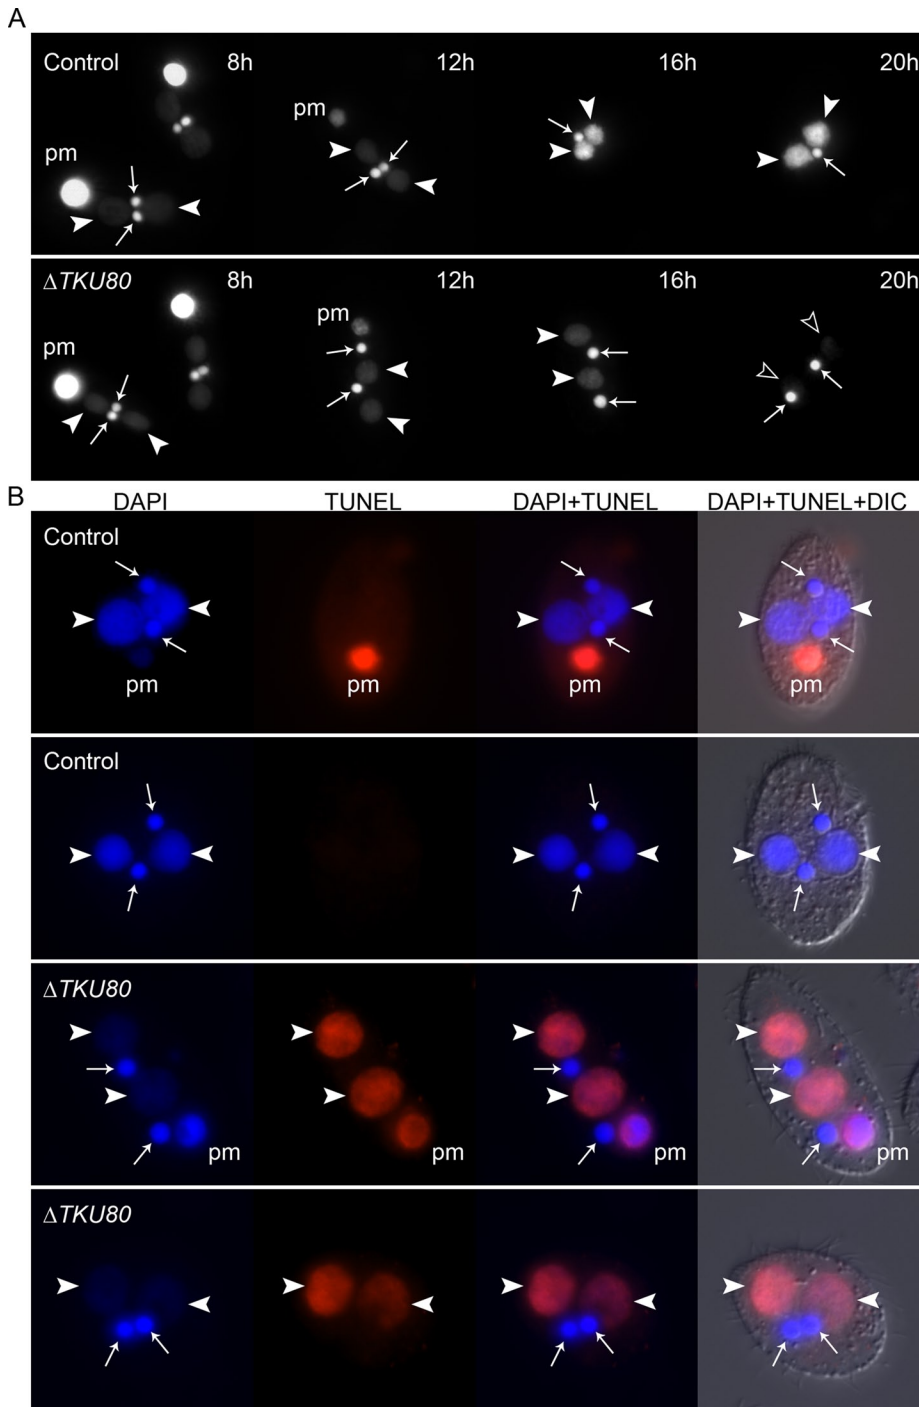 A
Control 8h 12h 16h 20h
pm
pm
ΔTKU80 8h 12h 16h 20h
pm
pm
B
DAPI TUNEL DAPI+TUNEL DAPI+TUNEL+DIC
Control
pm pm pm pm
Control
ΔTKU80
pm pm pm pm
ΔTKU80